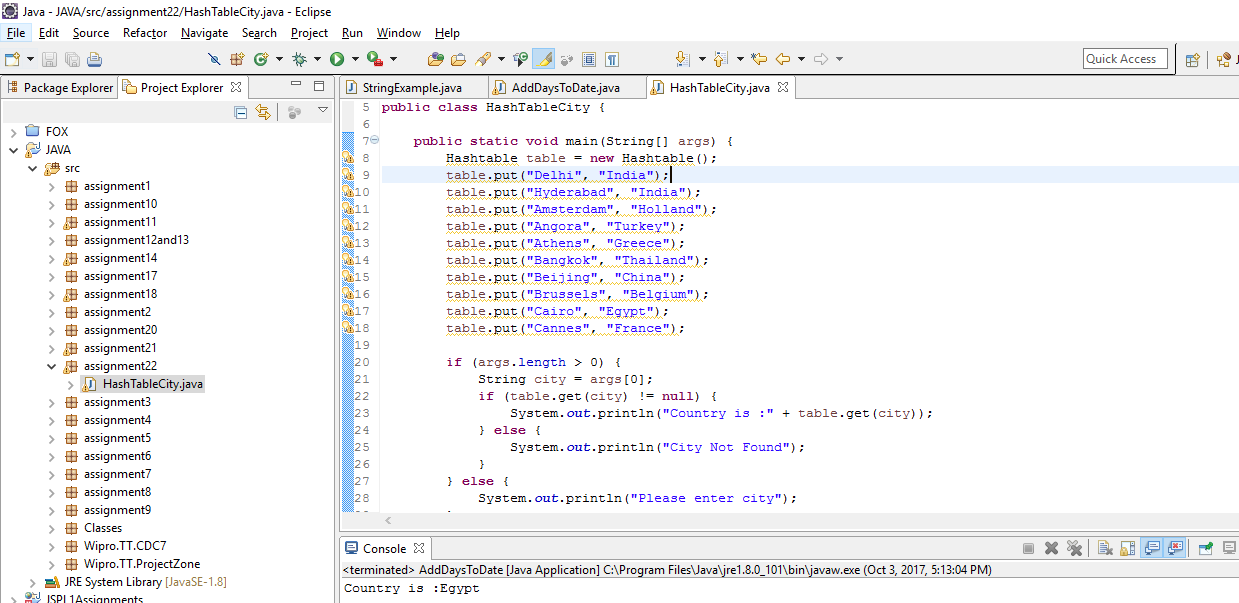 Java - JAVA/src/assignment22/HashTableCity.java - Eclipse
File Edit Source Refactor Navigate Search Project Run Window Help
Quick Access
Package Explorer Project Explorer
FOX
JAVA
src
assignment1
assignment10
assignment11
assignment12and13
assignment14
assignment17
assignment18
assignment2
assignment20
assignment21
assignment22
HashTableCity.java
assignment3
assignment4
assignment5
assignment6
assignment7
assignment8
assignment9
Classes
Wipro.TT.CDC7
Wipro.TT.ProjectZone
JRE System Library [JavaSE-1.8]
JSPL1Assignments
StringExample.java AddDaysToDate.java HashTableCity.java
5 public class HashTableCity {
6
7 public static void main(String[] args) {
8 Hashtable table = new Hashtable();
9 table.put("Delhi", "India");
10 table.put("Hyderabad", "India");
11 table.put("Amsterdam", "Holland");
12 table.put("Angora", "Turkey");
13 table.put("Athens", "Greece");
14 table.put("Bangkok", "Thailand");
15 table.put("Beijing", "China");
16 table.put("Brussels", "Belgium");
17 table.put("Cairo", "Egypt");
18 table.put("Cannes", "France");
19
20 if (args.length > 0) {
21 String city = args[0];
22 if (table.get(city) != null) {
23 System.out.println("Country is :" + table.get(city));
24 } else {
25 System.out.println("City Not Found");
26 }
27 } else {
28 System.out.println("Please enter city");
Console
<terminated> AddDaysToDate [Java Application] C:\Program Files\Java\jre1.8.0_101\bin\javaw.exe (Oct 3, 2017, 5:13:04 PM)
Country is :Egypt